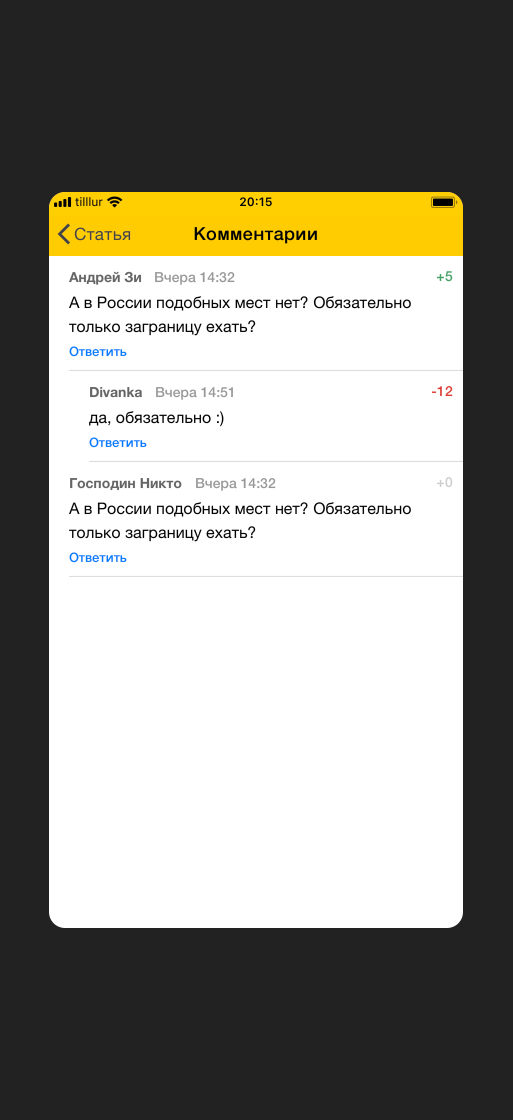 tilllur 20:15
Статья Комментарии
Андрей Зи Вчера 14:32 +5
А в России подобных мест нет? Обязательно
только заграницу ехать?
Ответить
Divanka Вчера 14:51 -12
да, обязательно :)
Ответить
Господин Никто Вчера 14:32 +0
А в России подобных мест нет? Обязательно
только заграницу ехать?
Ответить